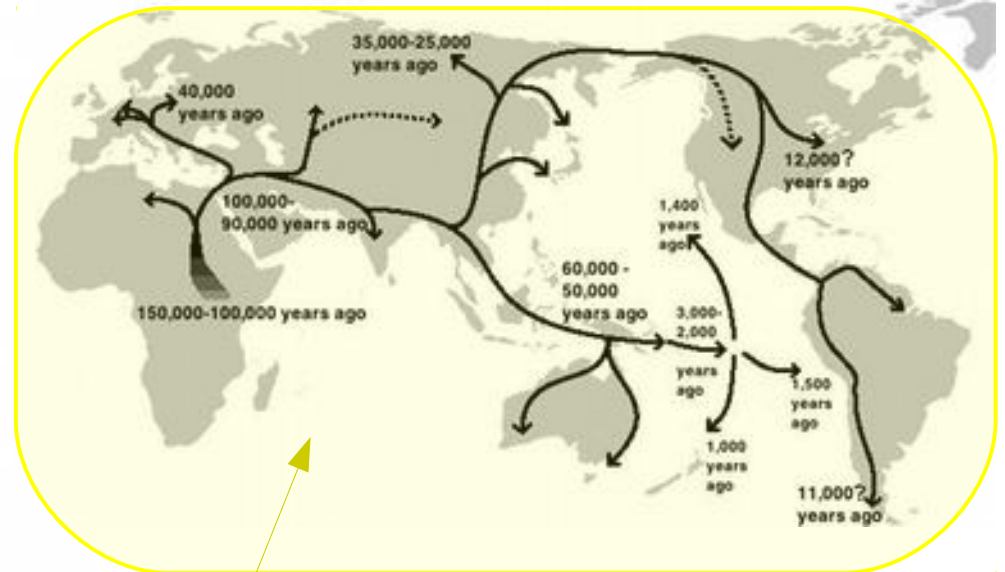 35,000-25,000
years ago
40,000
years ago
100,000-
90,000 years ago
150,000-100,000 years ago
60,000 -
50,000
years ago
1,400
years
ago
3,000-
2,000
years
ago
1,500
years
ago
1,000
years
ago
12,000?
years ago
11,000?
years ago